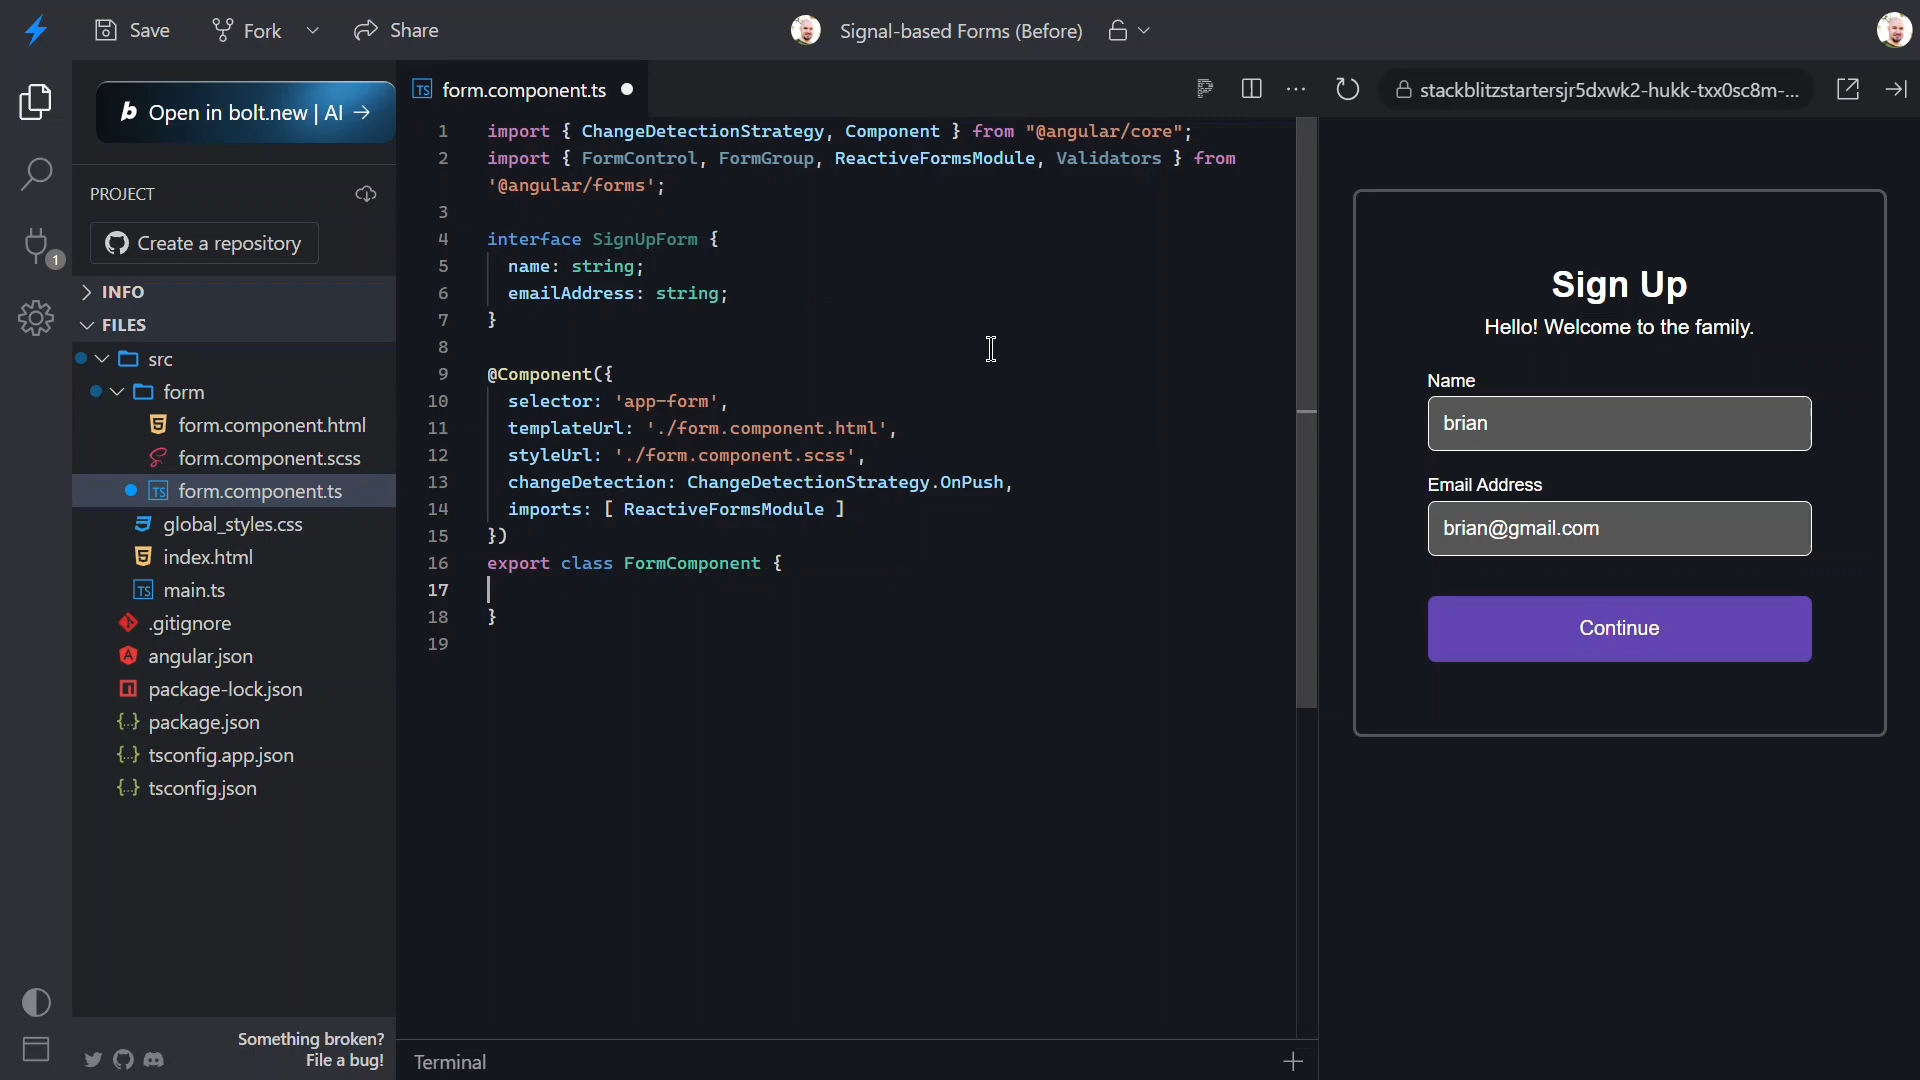 Save
Fork
Share
Signal-based Forms (Before)
b Open in bolt.new | AI →
PROJECT
Create a repository
1
INFO
FILES
src
form
form.component.html
form.component.scss
TS form.component.ts
global_styles.css
index.html
TS main.ts
.gitignore
angular.json
package-lock.json
{..} package.json
{..} tsconfig.app.json
{..} tsconfig.json
Something broken?
File a bug!
TS form.component.ts
stackblitzstartersjr5dxwk2-hukk-txx0sc8m-...
1 import { ChangeDetectionStrategy, Component } from "@angular/core";
2 import { FormControl, FormGroup, ReactiveFormsModule, Validators } from
'@angular/forms';
3
4 interface SignUpForm {
5 name: string;
6 emailAddress: string;
7 }
8
9 @Component({
10 selector: 'app-form',
11 templateUrl: './form.component.html',
12 styleUrl: './form.component.scss',
13 changeDetection: ChangeDetectionStrategy.OnPush,
14 imports: [ ReactiveFormsModule ]
15 })
16 export class FormComponent {
17
18 }
19
Terminal
Sign Up
Hello! Welcome to the family.
Name
brian
Email Address
brian@gmail.com
Continue